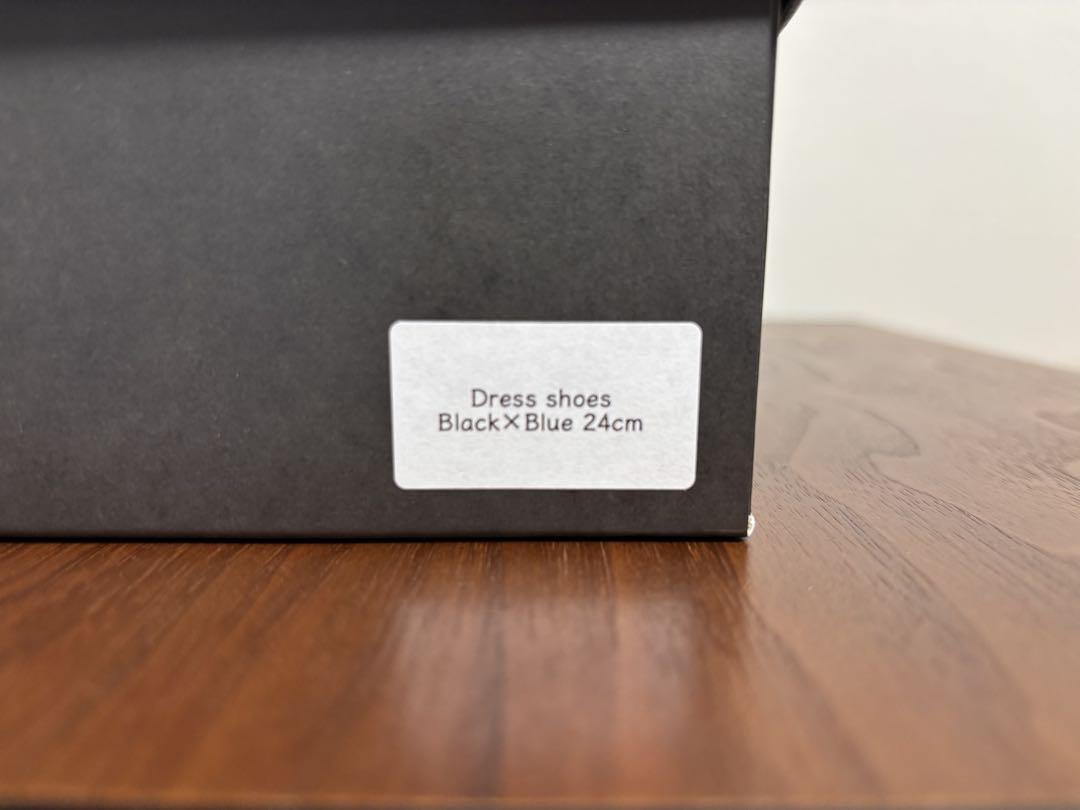 Dress shoes
Black×Blue 24cm